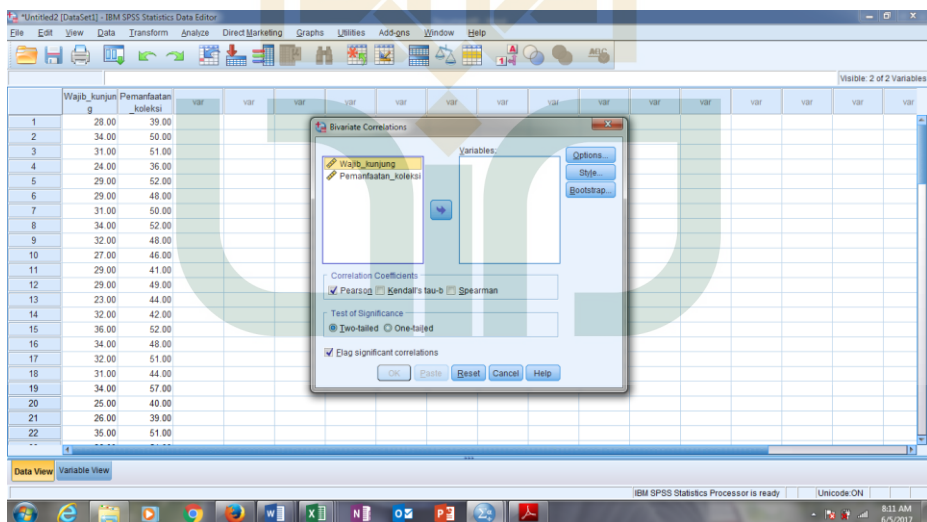 *Untitled2 [DataSet1] - IBM SPSS Statistics Data Editor
File Edit View Data Transform Analyze Direct Marketing Graphs Utilities Add-ons Window Help
Visible: 2 of 2 Variables
Wajib_kunjung Pemanfaatan_koleksi var var var var var var var var var var var var var var
1 28.00 39.00
2 34.00 50.00
3 31.00 51.00
4 24.00 36.00
5 29.00 52.00
6 29.00 48.00
7 31.00 50.00
8 34.00 52.00
9 32.00 48.00
10 27.00 46.00
11 29.00 41.00
12 29.00 49.00
13 23.00 44.00
14 32.00 42.00
15 36.00 52.00
16 34.00 48.00
17 32.00 51.00
18 31.00 44.00
19 34.00 57.00
20 25.00 40.00
21 26.00 39.00
22 35.00 51.00
Bivariate Correlations
Variables:
Wajib_kunjung
Pemanfaatan_koleksi
Options...
Style...
Bootstrap...
Correlation Coefficients
Pearson Kendall's tau-b Spearman
Test of Significance
Two-tailed One-tailed
Flag significant correlations
OK Paste Reset Cancel Help
Data View Variable View
IBM SPSS Statistics Processor is ready Unicode:ON
8:11 AM
6/5/2017